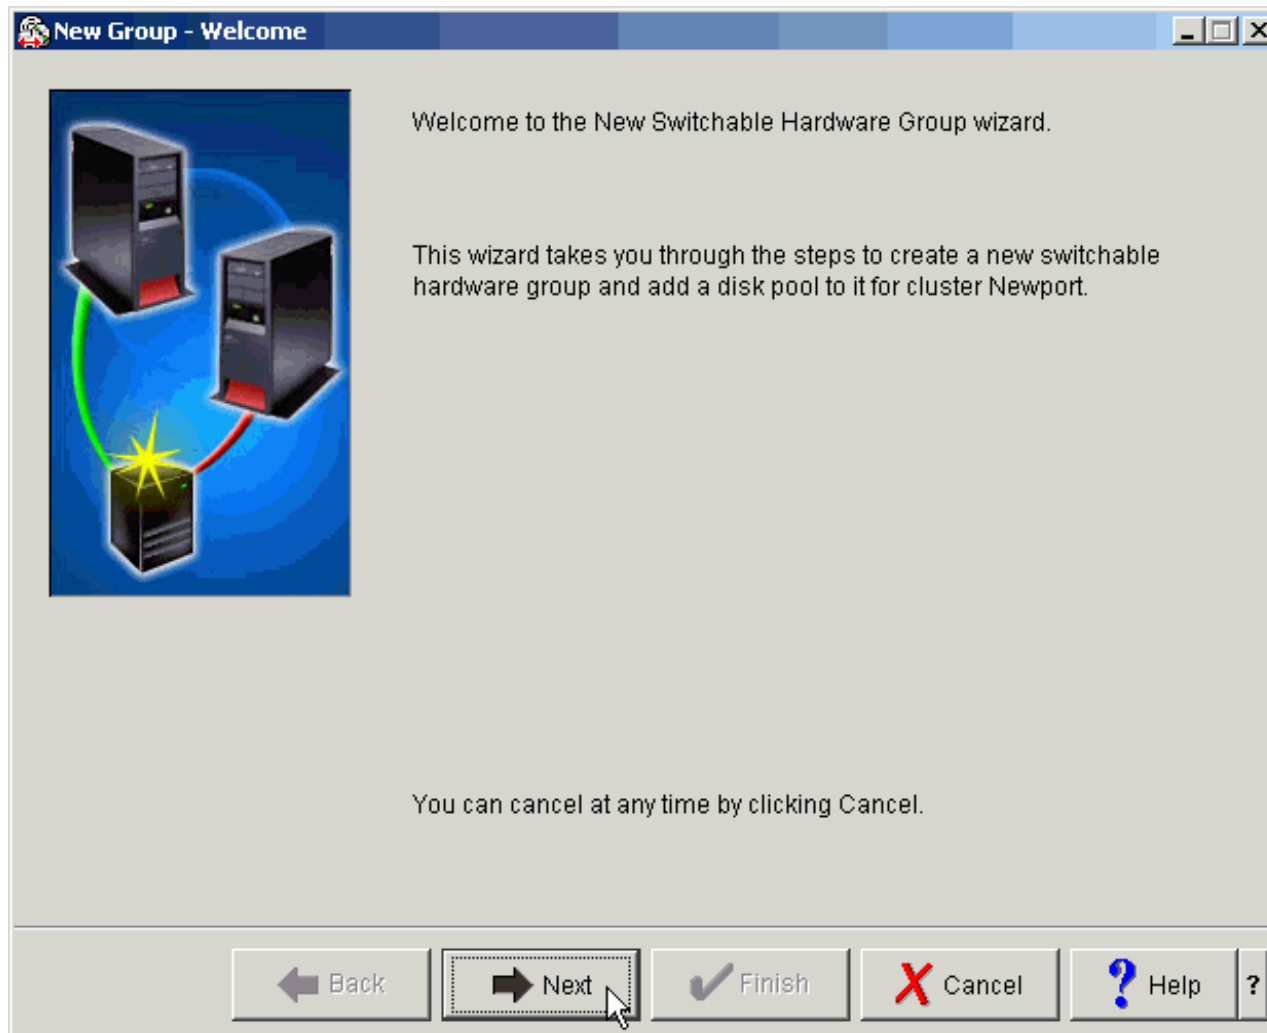 New Group - Welcome
Welcome to the New Switchable Hardware Group wizard.
This wizard takes you through the steps to create a new switchable
hardware group and add a disk pool to it for cluster Newport.
You can cancel at any time by clicking Cancel.
Back
Next
Finish
Cancel
? Help
?